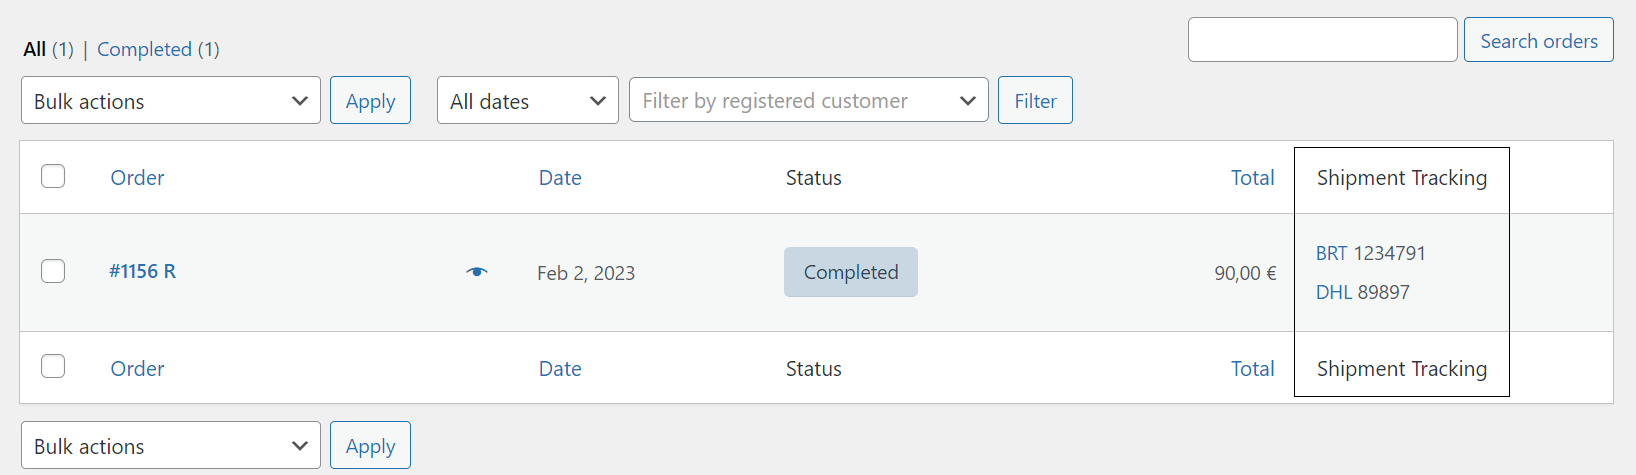 All (1) | Completed (1)
Search orders
Bulk actions Apply All dates Filter by registered customer Filter
Order Date Status Total Shipment Tracking
#1156 R Feb 2, 2023 Completed 90,00 € BRT 1234791
DHL 89897
Order Date Status Total Shipment Tracking
Bulk actions Apply